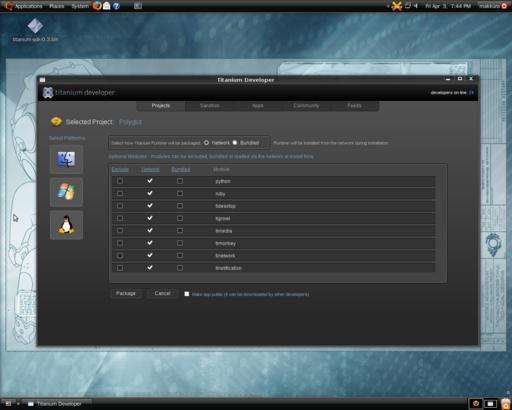 Applications Places System
Fri Apr 3, 7:44 PM makkura
titanium-sdk-0.3.bin
Titanium Developer
titanium developer
developers on-line: 24
Projects Sandbox Apps Community Feeds
Selected Project: Polyglot
Select Platforms:
Select how Titanium Runtime will be packaged: Network Bundled Runtime will be installed from the network during installation.
Optional Modules - modules can be excluded, bundled or loaded via the network at install time
Exclude Network Bundled Module
python
ruby
tidesktop
tigrowl
timedia
timonkey
tinetwork
tinotification
Package Cancel Make app public (it can be downloaded by other developers)
Titanium Developer